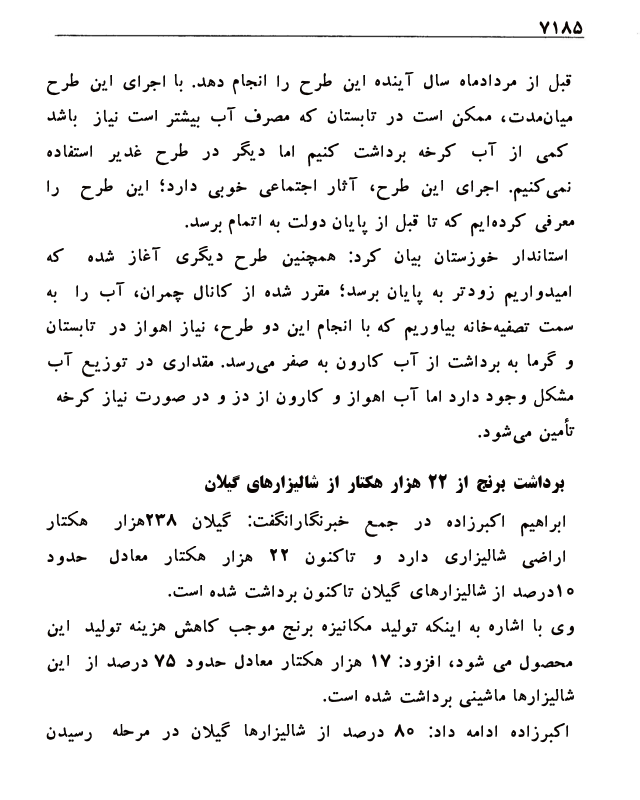 ۷۱۸۵
قبل از مردادماه سال آینده این طرح را انجام دهد. با اجرای این طرح
میان‌مدت، ممکن است در تابستان که مصرف آب بیشتر است نیاز باشد
کمی از آب کرخه برداشت کنیم اما دیگر در طرح غدیر استفاده
نمی‌کنیم. اجرای این طرح، آثار اجتماعی خوبی دارد؛ این طرح را
معرفی کرده‌ایم که تا قبل از پایان دولت به اتمام برسد.
استاندار خوزستان بیان کرد: همچنین طرح دیگری آغاز شده که
امیدواریم زودتر به پایان برسد؛ مقرر شده از کانال چمران، آب را به
سمت تصفیه‌خانه بیاوریم که با انجام این دو طرح، نیاز اهواز در تابستان
و گرما به برداشت از آب کارون به صفر می‌رسد. مقداری در توزیع آب
مشکل وجود دارد اما آب اهواز و کارون از دز و در صورت نیاز کرخه
تأمین می‌شود.
برداشت برنج از ۲۲ هزار هکتار از شالیزارهای گیلان
ابراهیم اکبرزاده در جمع خبرنگارانگفت: گیلان ۲۳۸هزار هکتار
اراضی شالیزاری دارد و تاکنون ۲۲ هزار هکتار معادل حدود
۱۰درصد از شالیزارهای گیلان تاکنون برداشت شده است.
وی با اشاره به اینکه تولید مکانیزه برنج موجب کاهش هزینه تولید این
محصول می شود، افزود: ۱۷ هزار هکتار معادل حدود ۷۵ درصد از این
شالیزارها ماشینی برداشت شده است.
اکبرزاده ادامه داد: ۸۰ درصد از شالیزارها گیلان در مرحله رسیدن